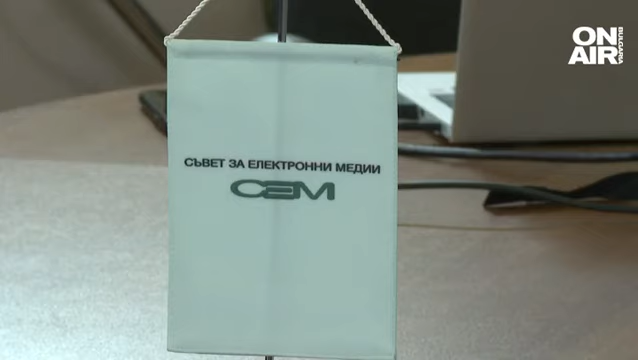 ON
AIR
BULGARIA
СЪВЕТ ЗА ЕЛЕКТРОННИ МЕДИИ
СЕМ